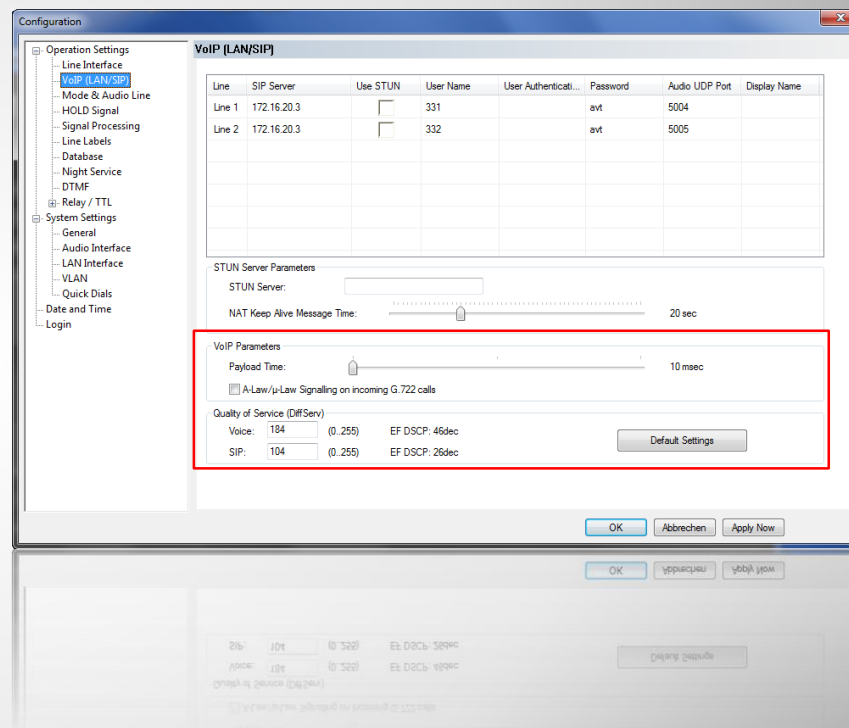 Configuration
Operation Settings
Line Interface
VoIP (LAN/SIP)
Mode & Audio Line
HOLD Signal
Signal Processing
Line Labels
Database
Night Service
DTMF
Relay / TTL
System Settings
General
Audio Interface
LAN Interface
VLAN
Quick Dials
Date and Time
Login
VoIP (LAN/SIP)
Line SIP Server Use STUN User Name User Authenticati... Password Audio UDP Port Display Name
Line 1 172.16.20.3 331 avt 5004
Line 2 172.16.20.3 332 avt 5005
STUN Server Parameters
STUN Server:
NAT Keep Alive Message Time: 20 sec
VoIP Parameters
Payload Time: 10 msec
A-Law/µ-Law Signalling on incoming G.722 calls
Quality of Service (DiffServ)
Voice: 184 (0..255) EF DSCP: 46dec
Default Settings
SIP: 104 (0..255) EF DSCP: 26dec
OK Abbrechen Apply Now